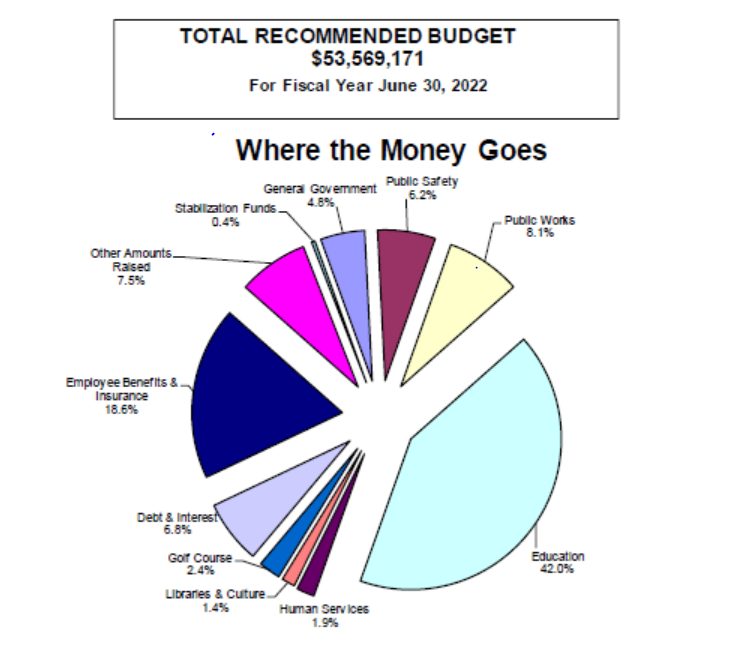 TOTAL RECOMMENDED BUDGET
$53,569,171
For Fiscal Year June 30, 2022
Where the Money Goes
General Government
4.8%
Public Safety
6.2%
Stabilization Funds
0.4%
Public Works
8.1%
Other Amounts
Raised
7.5%
Employee Benefits &
Insurance
18.6%
Debt & Interest
6.8%
Golf Course
2.4%
Libraries & Culture
1.4%
Human Services
1.9%
Education
42.0%